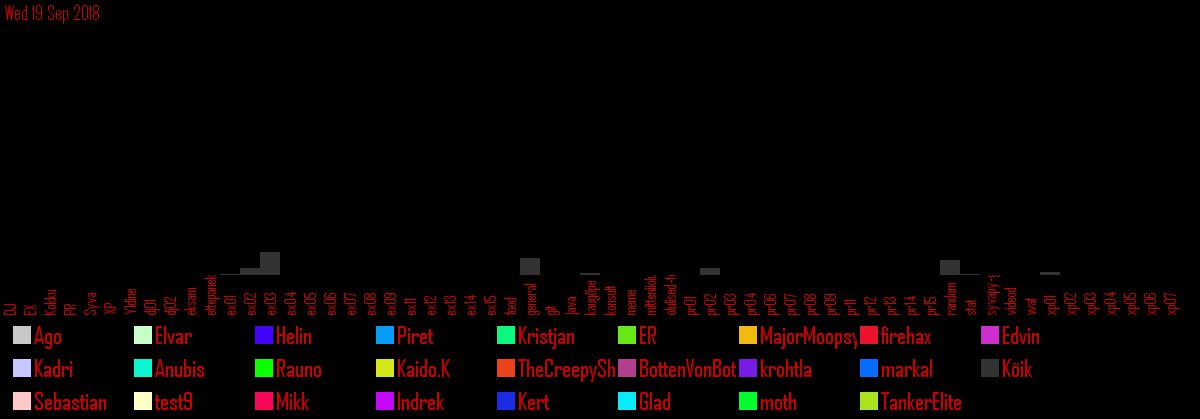 Wed 19 Sep 2018
DJ EX Kokku PR Syva XP Yldine dj01 dj02 eksam ettepanek ex01 ex02 ex03 ex04 ex05 ex06 ex07 ex08 ex09 ex11 ex12 ex13 ex14 ex15 food general git java kaugõpe konsult meme mitteriiol olulised-h pr01 pr02 pr03 pr04 pr06 pr07 pr08 pr09 pr11 pr12 pr13 pr14 pr15 random stat syvapy-g videod wat xp01 xp02 xp03 xp04 xp05 xp06 xp07
Ago Elvar Helin Piret Kristjan ER MajorMoopsy firehax Edvin
Kadri Anubis Rauno Kaido.K TheCreepySh BottenVonBot krohtla markal Kõik
Sebastian test9 Mikk Indrek Kert Glad moth TankerElite